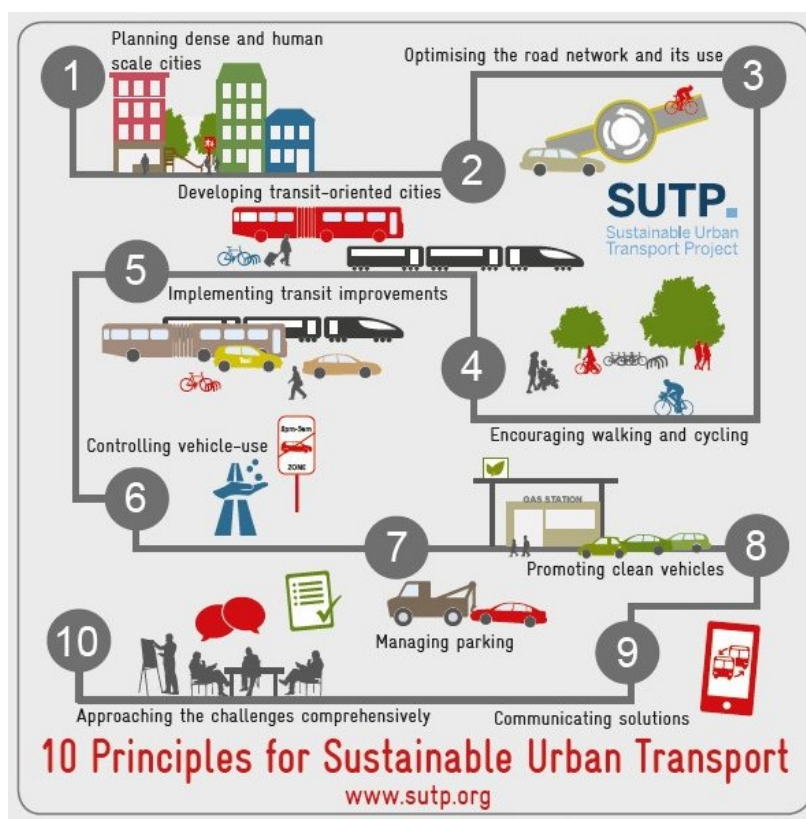 1
Planning dense and human
scale cities
2
Developing transit-oriented cities
3
Optimising the road network and its use
SUTP
Sustainable Urban
Transport Project
4
Encouraging walking and cycling
5
Implementing transit improvements
Taxi
6
Controlling vehicle-use
8pm-3am
ZONE
7
Managing parking
8
GAS STATION
Promoting clean vehicles
9
Communicating solutions
10
Approaching the challenges comprehensively
10 Principles for Sustainable Urban Transport
www.sutp.org